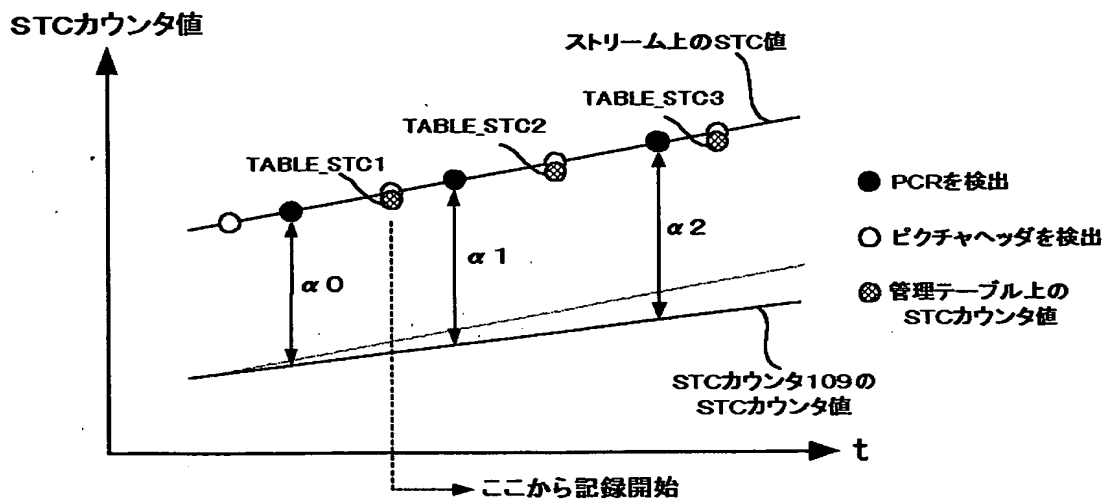 STCカウンタ値
ストリーム上のSTC値
TABLE_STC3
TABLE_STC2
TABLE_STC1
α0
α1
α2
●PCRを検出
○ピクチャヘッダを検出
管理テーブル上の
STCカウンタ値
STCカウンタ109の
STCカウンタ値
t
ここから記録開始